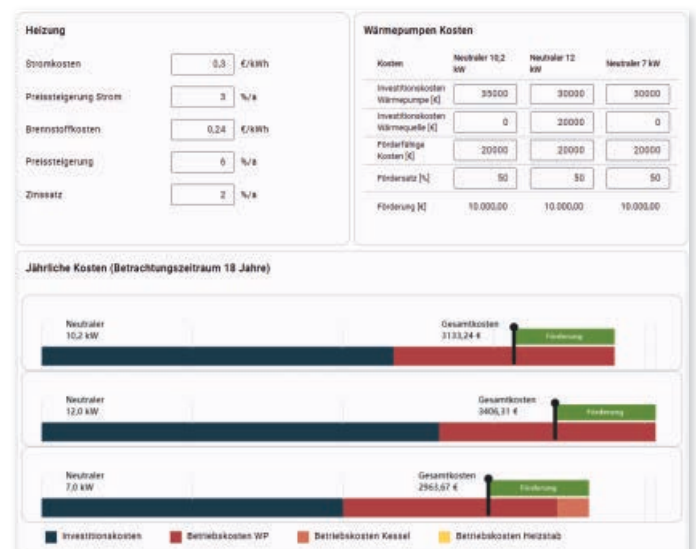 Heizung
Stromkosten 0,3 €/kWh
Preissteigerung Strom 3 %/a
Brennstoffkosten 0,24 €/kWh
Preissteigerung 6 %/a
Zinssatz 2 %/a
Wärmepumpen Kosten
Kosten Neutraler 10,2 kW Neutraler 12 kW Neutraler 7 kW
Investitionskosten Wärmepumpe [€] 35000 30000 30000
Investitionskosten Wärmequelle [€] 0 20000 0
Förderfähige Kosten [€] 20000 20000 20000
Fördersatz [%] 50 50 50
Förderung [€] 10.000,00 10.000,00 10.000,00
Jährliche Kosten (Betrachtungszeitraum 18 Jahre)
Neutraler
10,2 kW
Gesamtkosten
3133,24 €
Förderung
Neutraler
12,0 kW
Gesamtkosten
3406,31 €
Förderung
Neutraler
7,0 kW
Gesamtkosten
2963,67 €
Förderung
Investitionskosten Betriebskosten WP Betriebskosten Kessel Betriebskosten Heizstab